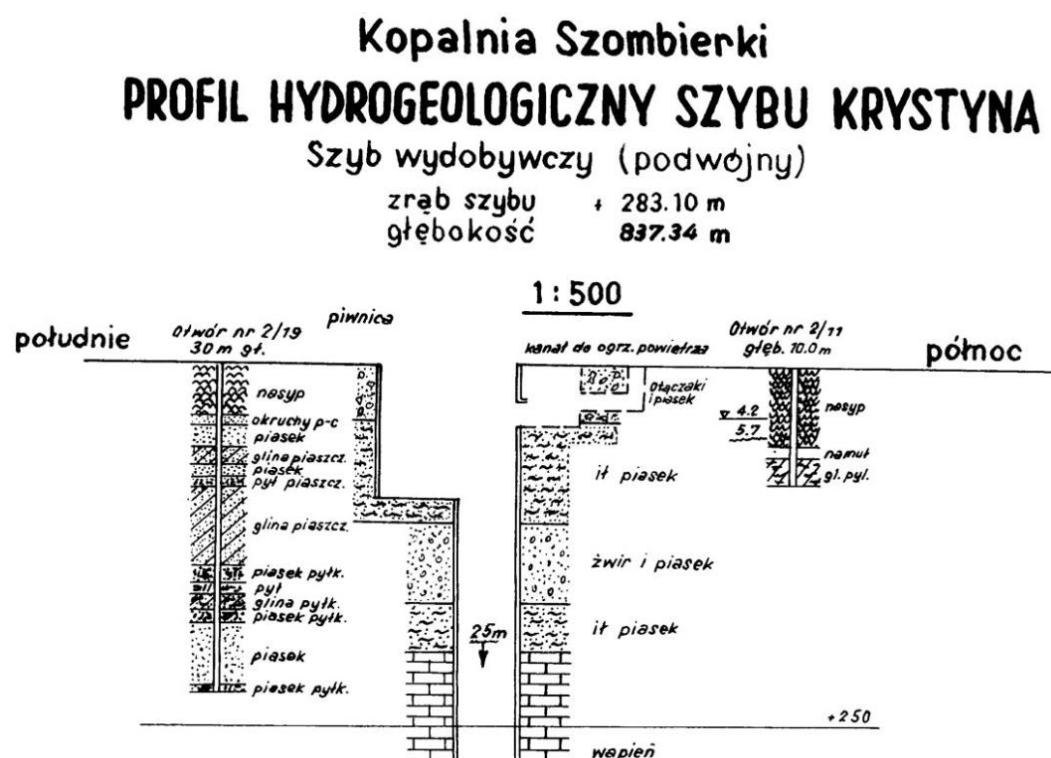 Kopalnia Szombierki
PROFIL HYDROGEOLOGICZNY SZYBU KRYSTYNA
Szyb wydobywczy (podwójny)
zrąb szybu + 283.10 m
głębokość 837.34 m
1:500
południe
Otwór nr 2/19
30 m gł.
piwnica
kanał do ogrz. powietrza
Otwór nr 2/11
głęb. 10.0 m
północ
nasyp
okruchy p-c
piasek
glina piaszcz.
piasek
pył piaszcz.
glina piaszcz.
piasek pyłk.
pył
glina pyłk.
piasek pyłk.
piasek
piasek pyłk.
25m
Otaczaki
i piasek
ił piasek
żwir i piasek
ił piasek
wapień
4.2
5.7
nasyp
namuł
gl. pyl.
+250